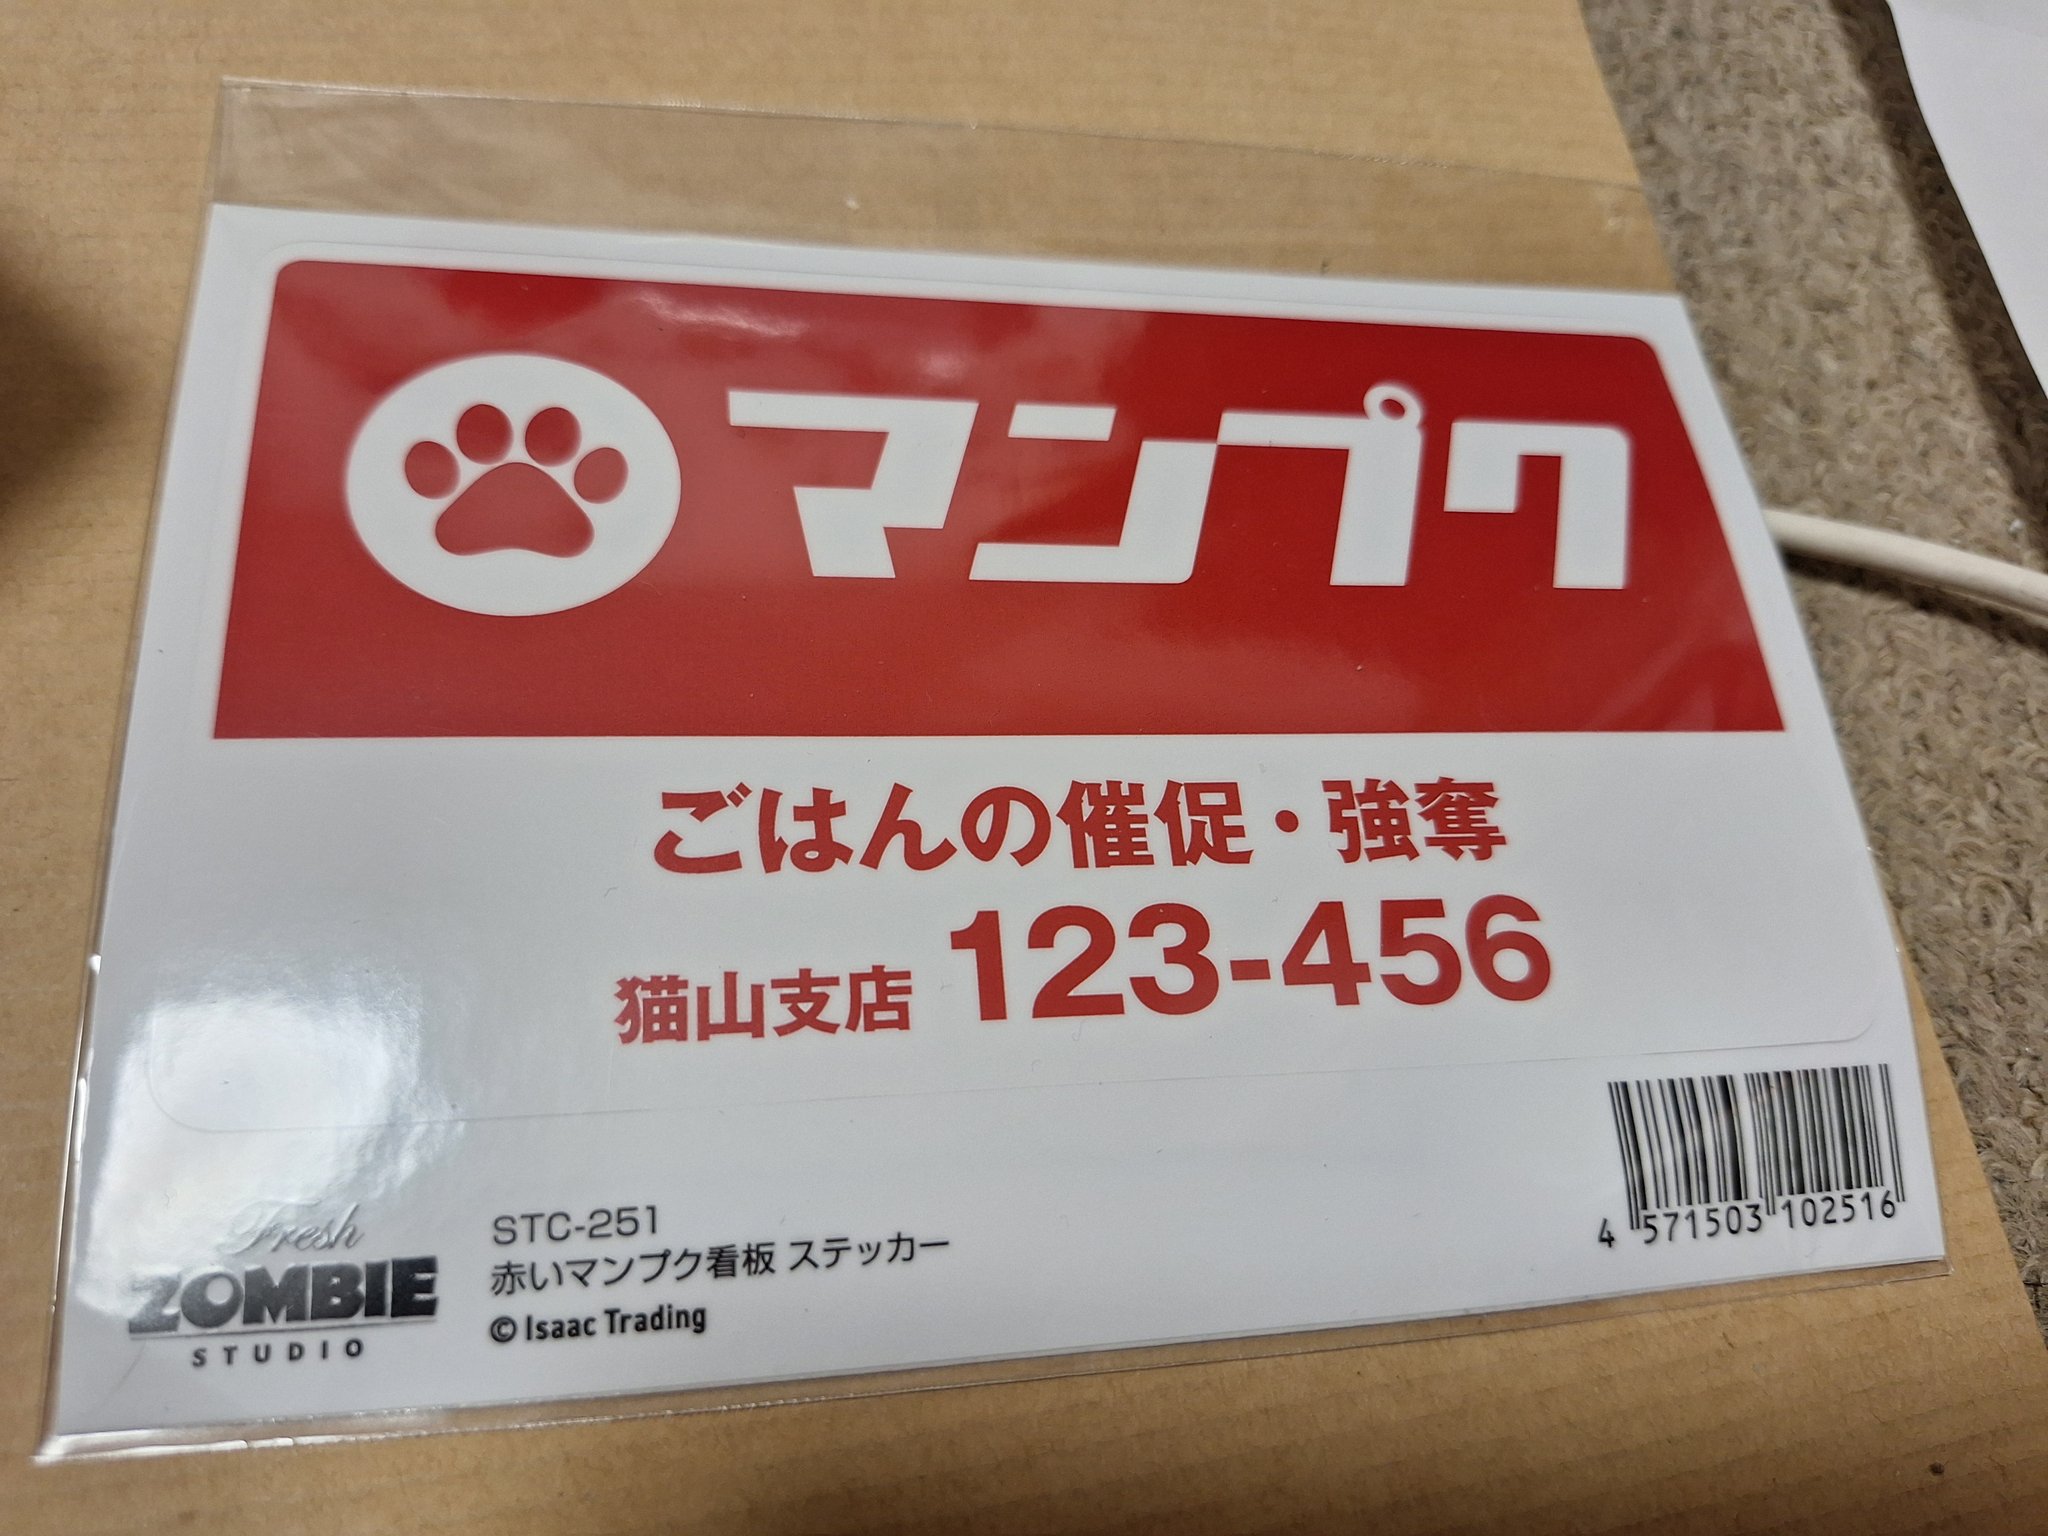 マンプク
ごはんの催促・強奪
猫山支店 123-456
Fresh
ZOMBIE
STUDIO
STC-251
赤いマンプク看板 ステッカー
© Isaac Trading
4 571503 102516